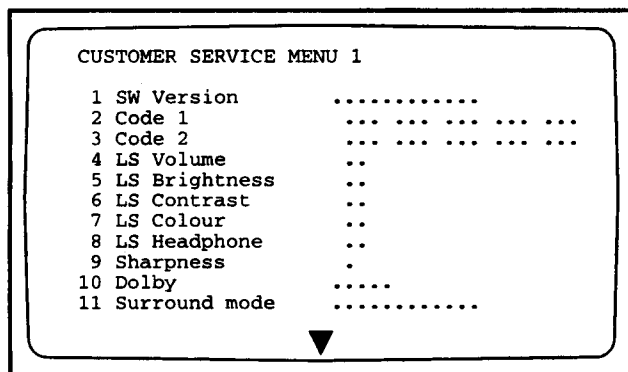 CUSTOMER SERVICE MENU 1
1 SW Version ............
2 Code 1 ... ... ... ... ...
3 Code 2 ... ... ... ... ...
4 LS Volume ..
5 LS Brightness ..
6 LS Contrast ..
7 LS Colour ..
8 LS Headphone ..
9 Sharpness .
10 Dolby .....
11 Surround mode ............
▼